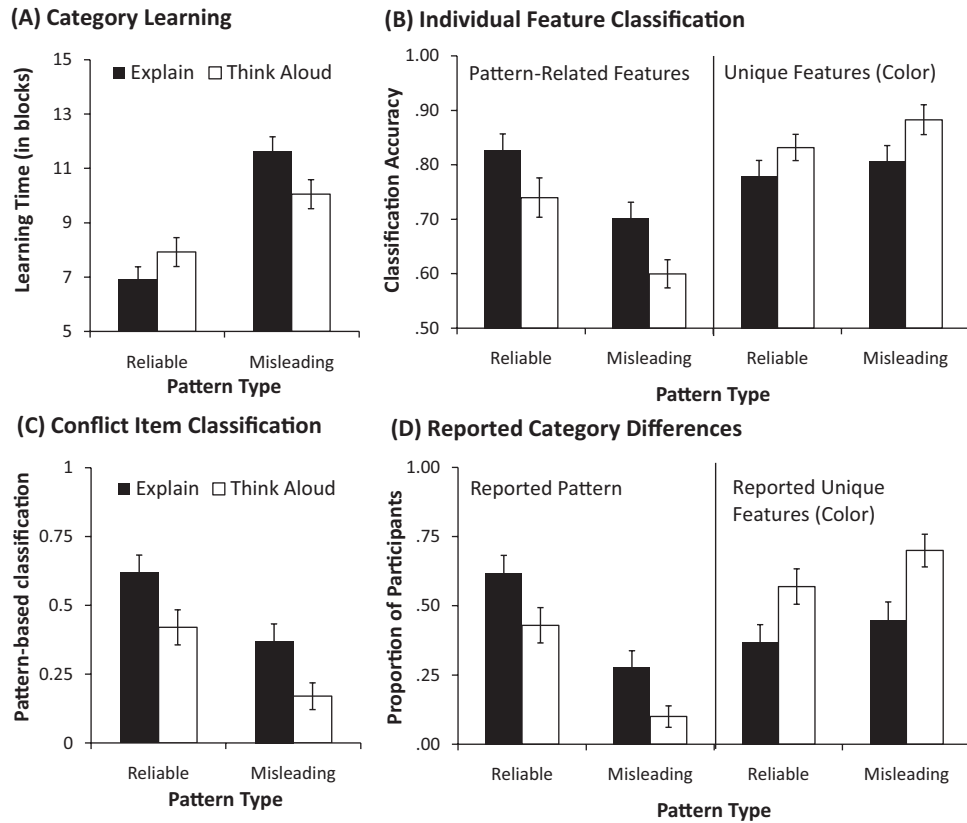 (A) Category Learning
Explain
Think Aloud
Learning Time (in blocks)
15
13
11
9
7
5
Reliable
Misleading
Pattern Type
(B) Individual Feature Classification
Pattern-Related Features
Unique Features (Color)
Classification Accuracy
1.00
.90
.80
.70
.60
.50
Reliable
Misleading
Reliable
Misleading
Pattern Type
(C) Conflict Item Classification
Explain
Think Aloud
Pattern-based classification
1
0.75
0.5
0.25
0
Reliable
Misleading
Pattern Type
(D) Reported Category Differences
Reported Pattern
Reported Unique
Features (Color)
Proportion of Participants
1.00
.75
.50
.25
.00
Reliable
Misleading
Reliable
Misleading
Pattern Type